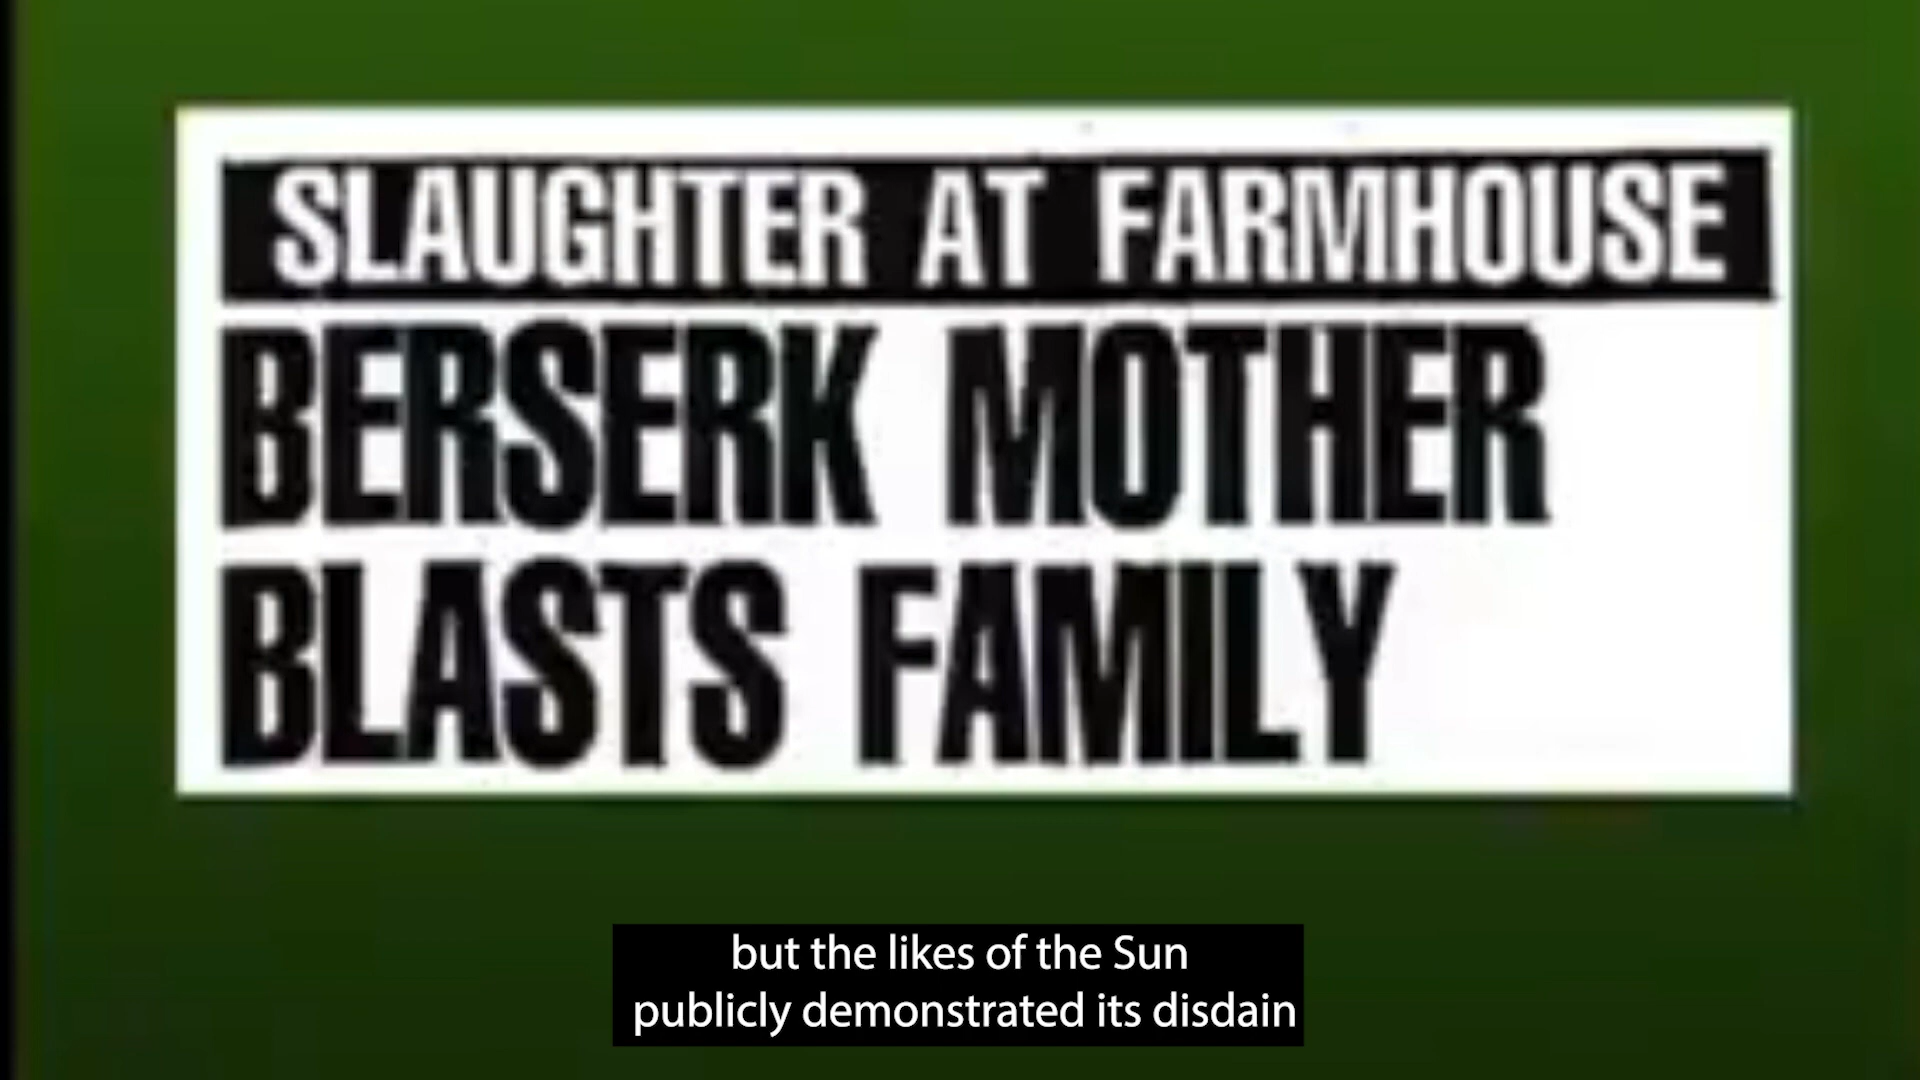 SLAUGHTER AT FARMHOUSE
BERSERK MOTHER
BLASTS FAMILY
but the likes of the Sun
publicly demonstrated its disdain